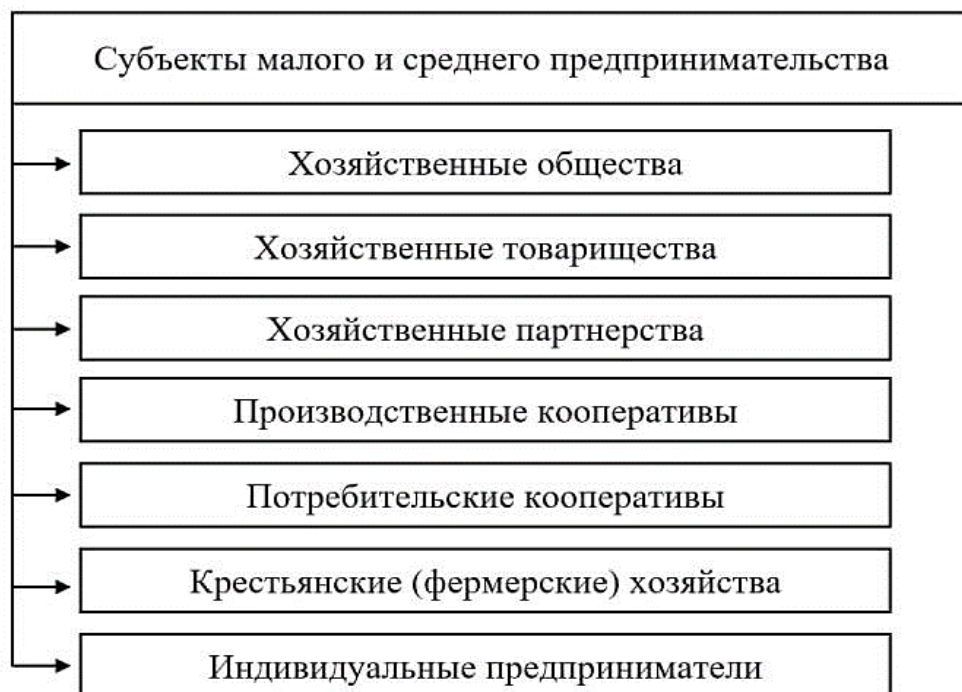 Субъекты малого и среднего предпринимательства
Хозяйственные общества
Хозяйственные товарищества
Хозяйственные партнерства
Производственные кооперативы
Потребительские кооперативы
Крестьянские (фермерские) хозяйства
Индивидуальные предприниматели